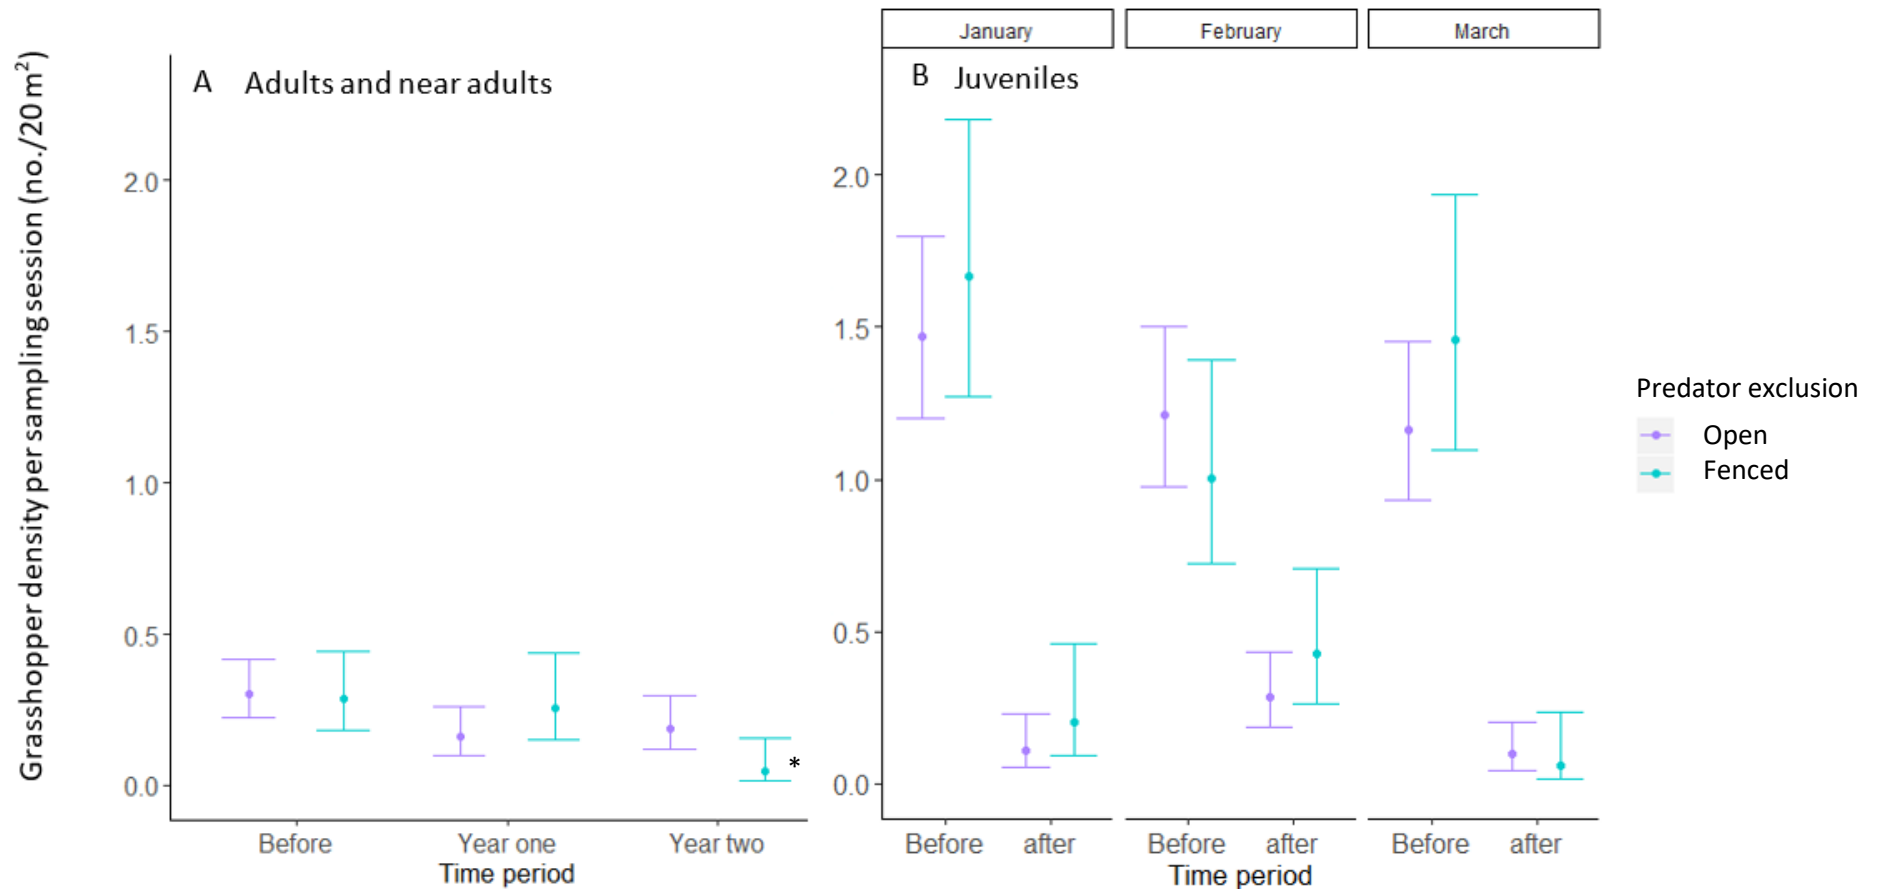 Grasshopper density per sampling session (no./20 m²)
A Adults and near adults
2.0
1.5
1.0
0.5
0.0
*
Before Year one Year two
Time period
January February March
B Juveniles
2.0
1.5
1.0
0.5
0.0
Before after Before after Before after
Time period
Predator exclusion
Open
Fenced